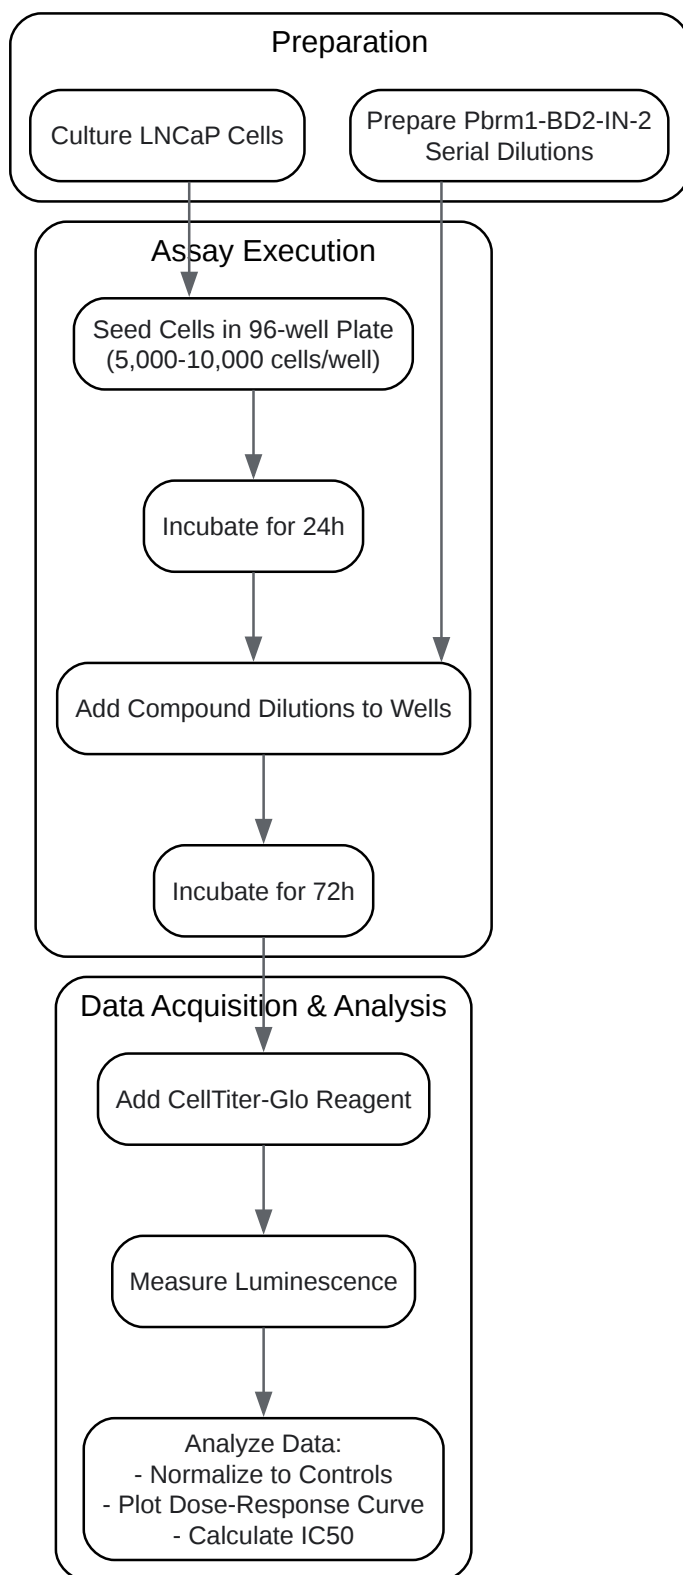 Preparation
Culture LNCaP Cells
Prepare Pbrm1-BD2-IN-2
Serial Dilutions
Assay Execution
Seed Cells in 96-well Plate
(5,000-10,000 cells/well)
Incubate for 24h
Add Compound Dilutions to Wells
Incubate for 72h
Data Acquisition & Analysis
Add CellTiter-Glo Reagent
Measure Luminescence
Analyze Data:
- Normalize to Controls
- Plot Dose-Response Curve
- Calculate IC50